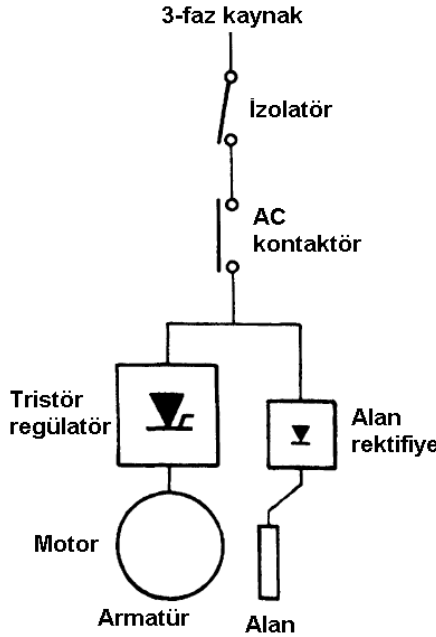 3-faz kaynak
İzolatör
AC
kontaktör
Tristör
regülatör
Alan
rektifiye
Motor
Armatür
Alan